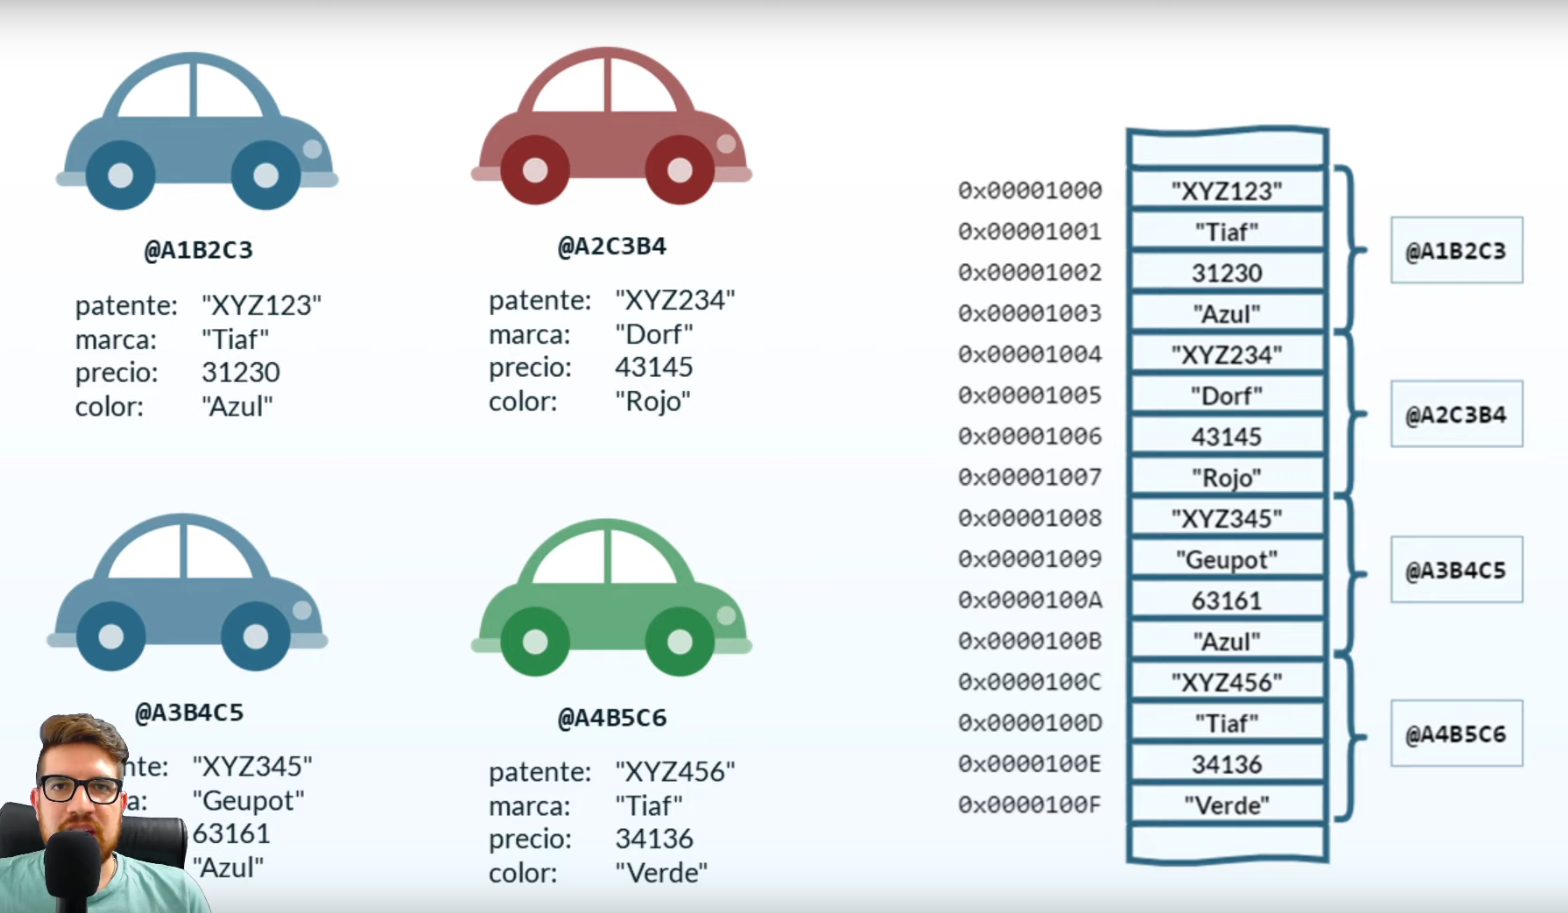 @A1B2C3
patente: "XYZ123"
marca: "Tiaf"
precio: 31230
color: "Azul"
@A2C3B4
patente: "XYZ234"
marca: "Dorf"
precio: 43145
color: "Rojo"
@A3B4C5
nte: "XYZ345"
a: "Geupot"
63161
"Azul"
@A4B5C6
patente: "XYZ456"
marca: "Tiaf"
precio: 34136
color: "Verde"
0x00001000 "XYZ123"
0x00001001 "Tiaf"
0x00001002 31230
0x00001003 "Azul"
0x00001004 "XYZ234"
0x00001005 "Dorf"
0x00001006 43145
0x00001007 "Rojo"
0x00001008 "XYZ345"
0x00001009 "Geupot"
0x0000100A 63161
0x0000100B "Azul"
0x0000100C "XYZ456"
0x0000100D "Tiaf"
0x0000100E 34136
0x0000100F "Verde"
@A1B2C3
@A2C3B4
@A3B4C5
@A4B5C6